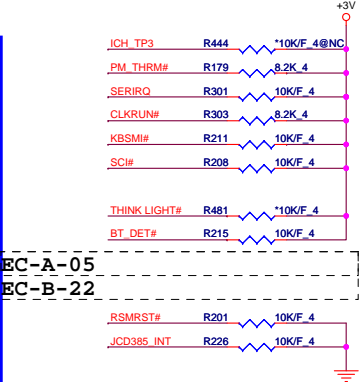 +3V
ICH_TP3 R444 *10K/F_4@NC
PM_THRM# R179 8.2K_4
SERIRQ R301 10K/F_4
CLKRUN# R303 8.2K_4
KBSMI# R211 10K/F_4
SCI# R208 10K/F_4
THINK LIGHT# R481 *10K/F_4
BT_DET# R215 10K/F_4
EC-A-05
EC-B-22
RSMRST# R201 10K/F_4
JCD385_INT R226 10K/F_4